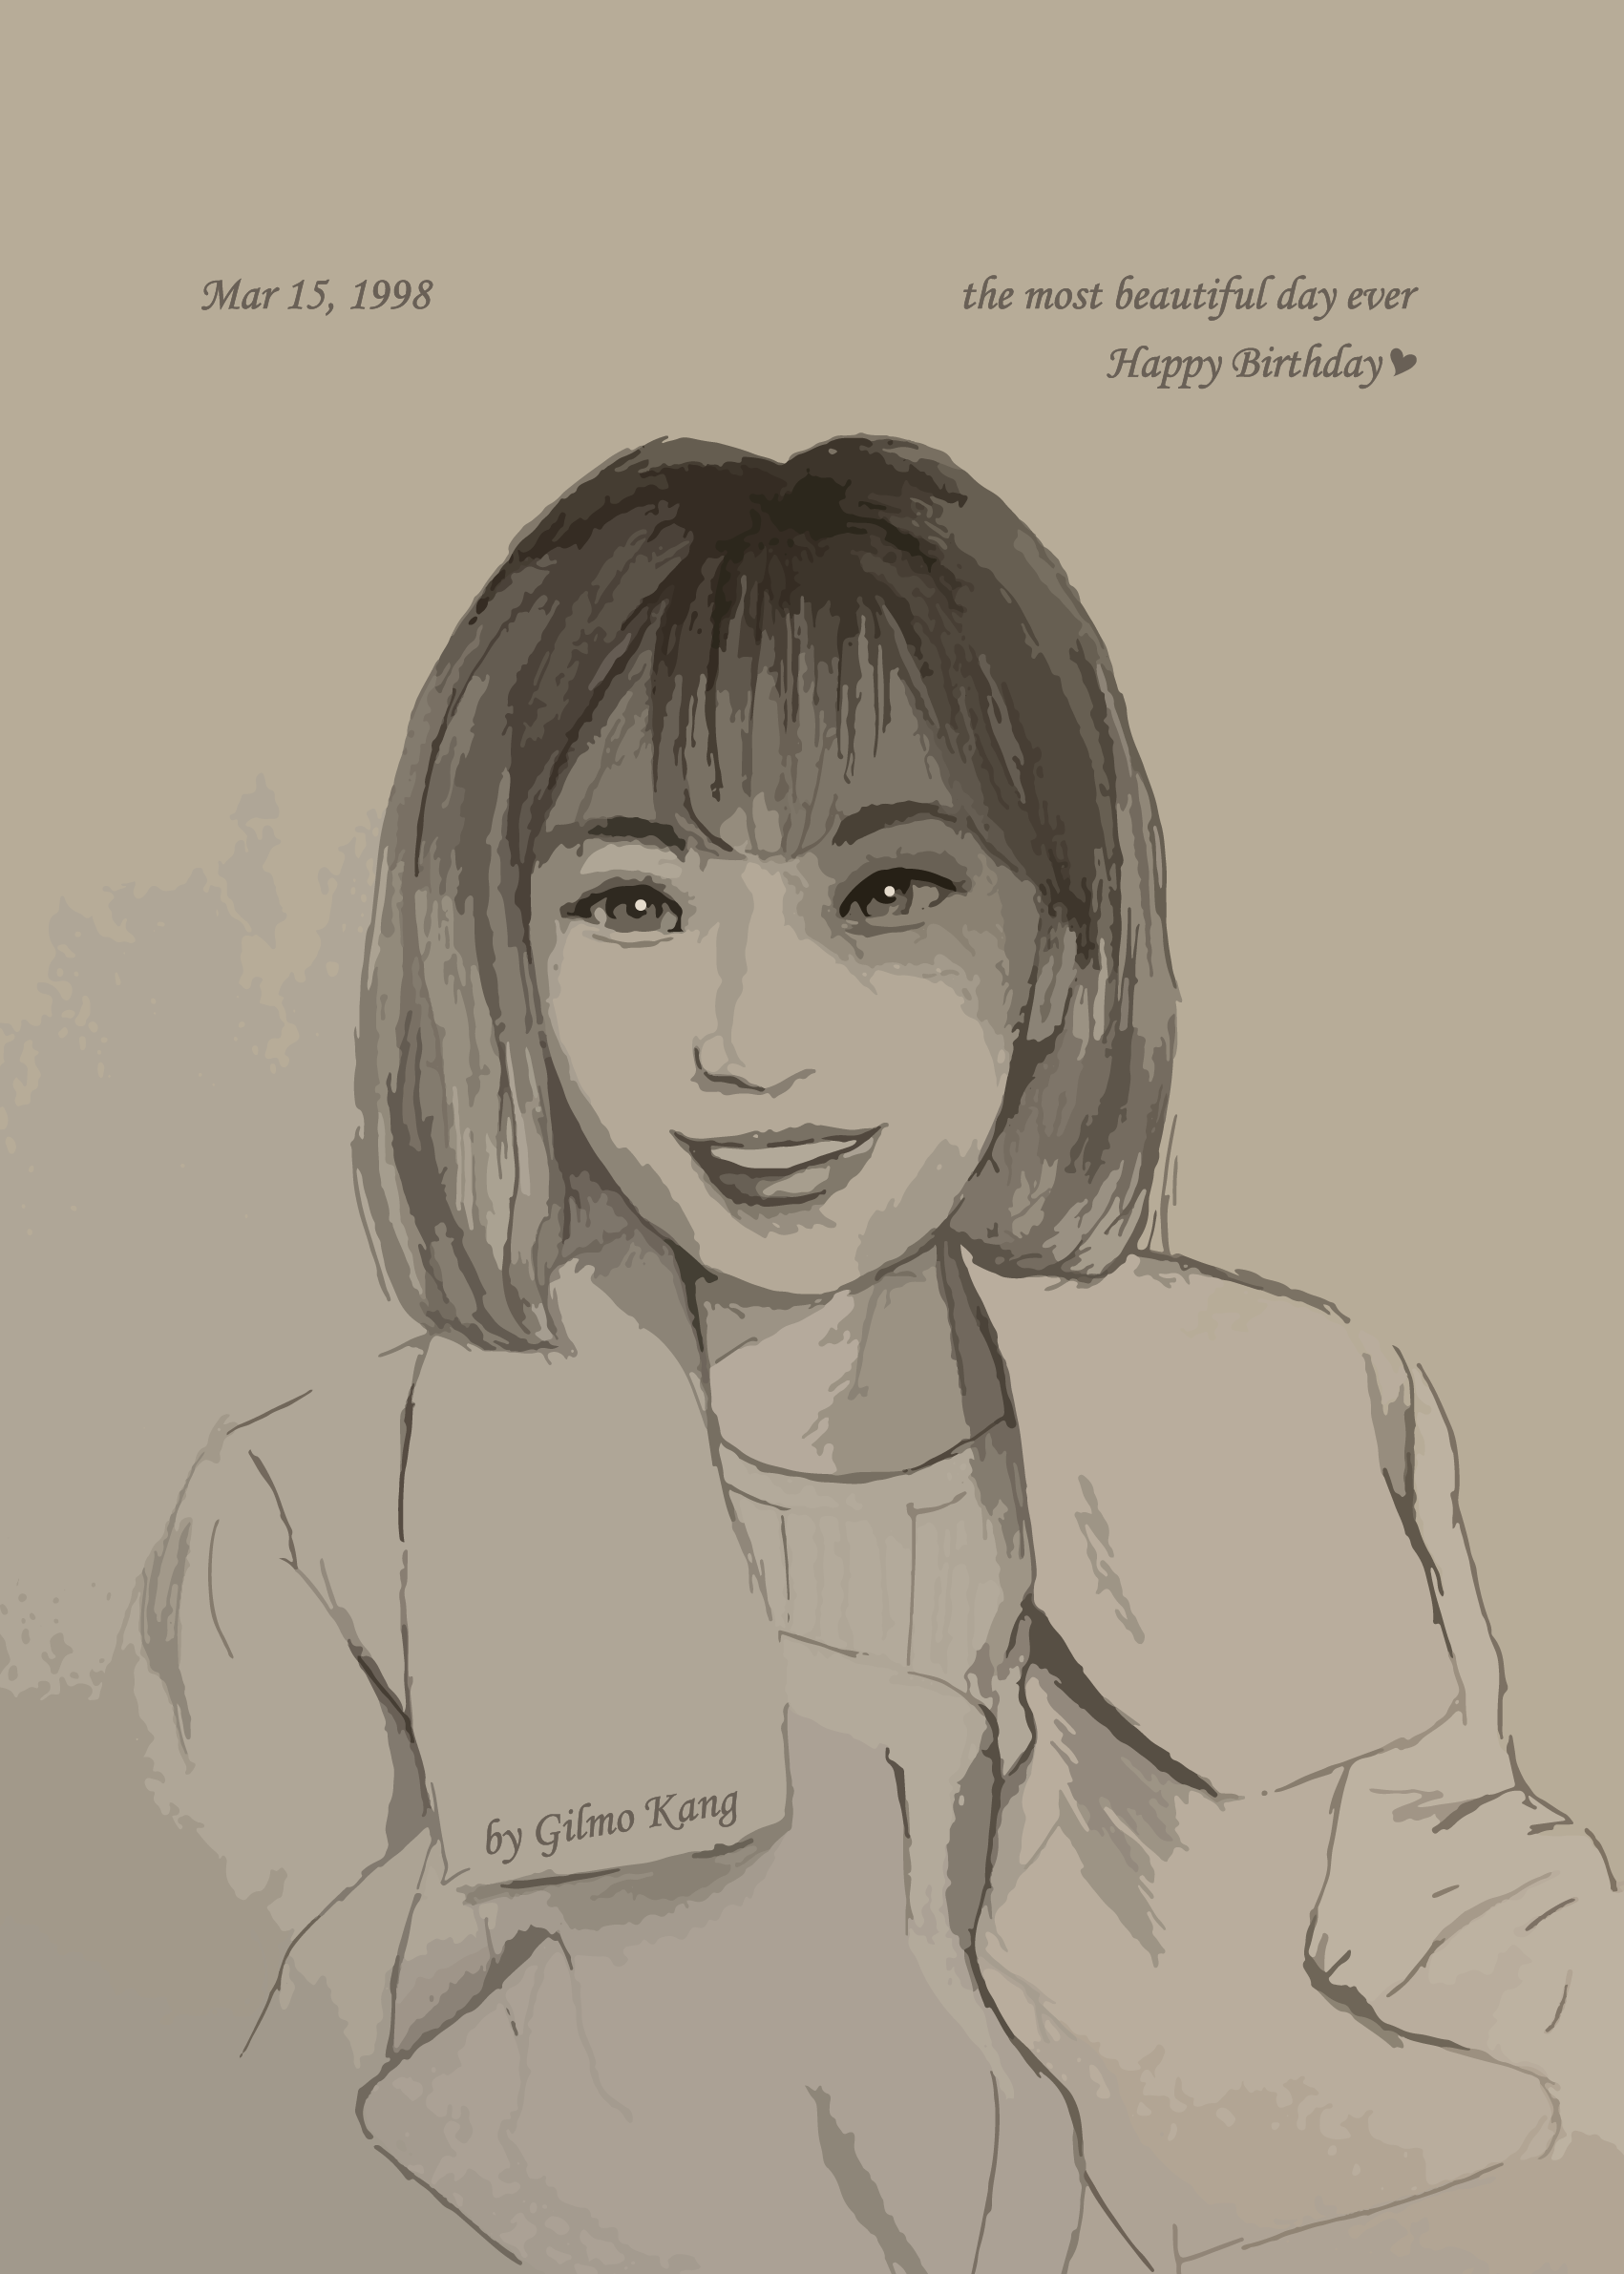 Mar 15, 1998
the most beautiful day ever
Happy Birthday♥
by Gilmo Kang